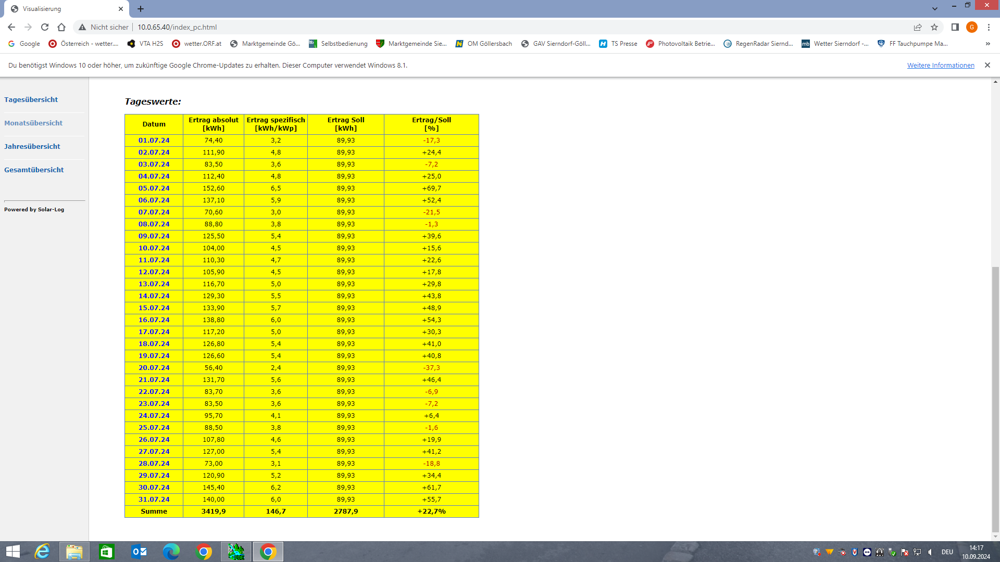 Visualisierung
Nicht sicher | 10.0.65.40/index_pc.html
G
Google
Österreich - wetter....
VTA H2S
wetter.ORF.at
Marktgemeinde Gö...
Selbstbedienung
Marktgemeinde Sie...
OM Göllersbach
GAV Sierndorf-Göll...
TS Presse
Photovoltaik Betrie...
RegenRadar Siernd...
Wetter Sierndorf -...
FF Tauchpumpe Ma...
»
Du benötigst Windows 10 oder höher, um zukünftige Google Chrome-Updates zu erhalten. Dieser Computer verwendet Windows 8.1.
Weitere Informationen
Tagesübersicht
Monatsübersicht
Jahresübersicht
Gesamtübersicht
Powered by Solar-Log
Tageswerte:
Datum Ertrag absolut [kWh] Ertrag spezifisch [kWh/kWp] Ertrag Soll [kWh] Ertrag/Soll [%]
01.07.24 74,40 3,2 89,93 -17,3
02.07.24 111,90 4,8 89,93 +24,4
03.07.24 83,50 3,6 89,93 -7,2
04.07.24 112,40 4,8 89,93 +25,0
05.07.24 152,60 6,5 89,93 +69,7
06.07.24 137,10 5,9 89,93 +52,4
07.07.24 70,60 3,0 89,93 -21,5
08.07.24 88,80 3,8 89,93 -1,3
09.07.24 125,50 5,4 89,93 +39,6
10.07.24 104,00 4,5 89,93 +15,6
11.07.24 110,30 4,7 89,93 +22,6
12.07.24 105,90 4,5 89,93 +17,8
13.07.24 116,70 5,0 89,93 +29,8
14.07.24 129,30 5,5 89,93 +43,8
15.07.24 133,90 5,7 89,93 +48,9
16.07.24 138,80 6,0 89,93 +54,3
17.07.24 117,20 5,0 89,93 +30,3
18.07.24 126,80 5,4 89,93 +41,0
19.07.24 126,60 5,4 89,93 +40,8
20.07.24 56,40 2,4 89,93 -37,3
21.07.24 131,70 5,6 89,93 +46,4
22.07.24 83,70 3,6 89,93 -6,9
23.07.24 83,50 3,6 89,93 -7,2
24.07.24 95,70 4,1 89,93 +6,4
25.07.24 88,50 3,8 89,93 -1,6
26.07.24 107,80 4,6 89,93 +19,9
27.07.24 127,00 5,4 89,93 +41,2
28.07.24 73,00 3,1 89,93 -18,8
29.07.24 120,90 5,2 89,93 +34,4
30.07.24 145,40 6,2 89,93 +61,7
31.07.24 140,00 6,0 89,93 +55,7
Summe 3419,9 146,7 2787,9 +22,7%
PDE
DEU
14:17
10.09.2024